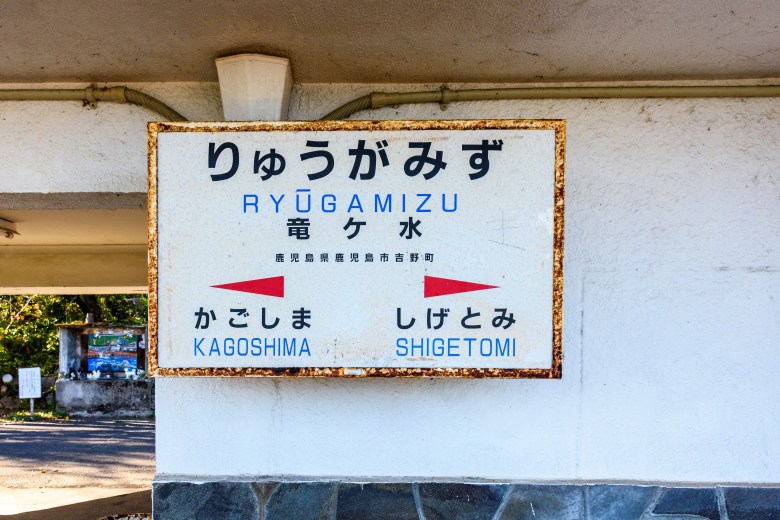 りゅうがみず
RYŪGAMIZU
竜ケ水
鹿児島県鹿児島市吉野町
かごしま しげとみ
KAGOSHIMA SHIGETOMI